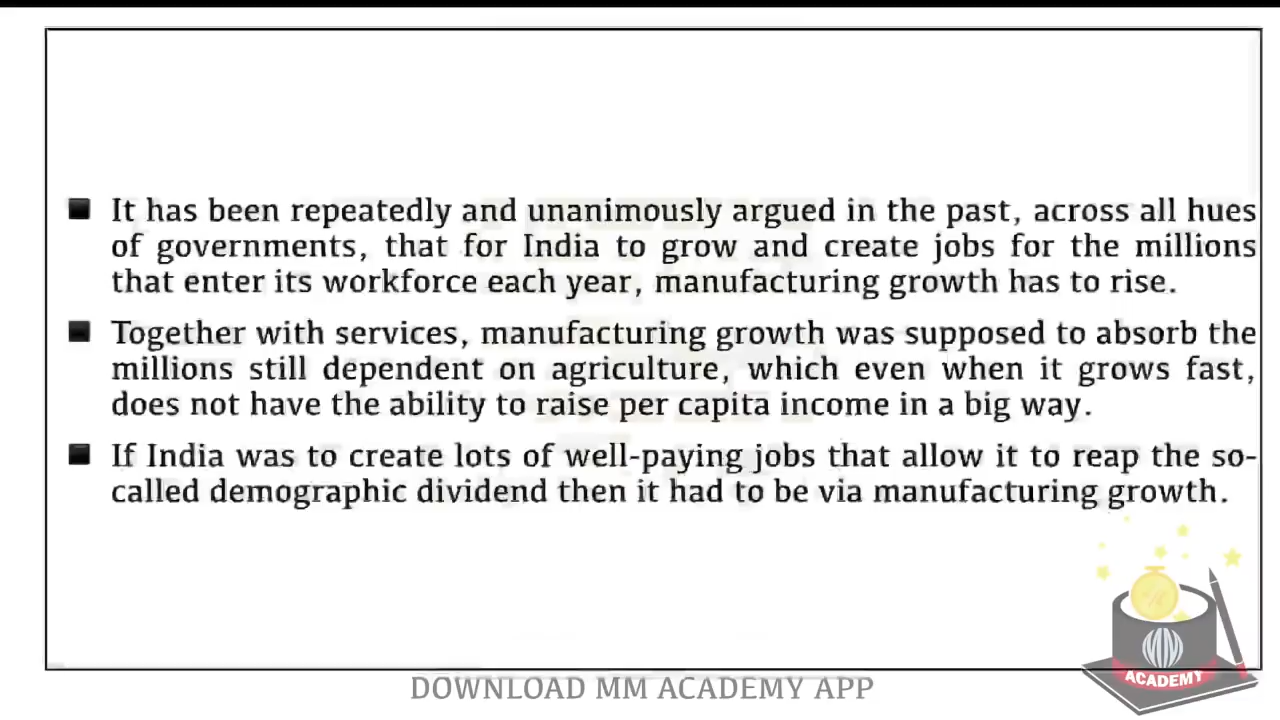 It has been repeatedly and unanimously argued in the past, across all hues
of governments, that for India to grow and create jobs for the millions
that enter its workforce each year, manufacturing growth has to rise.
Together with services, manufacturing growth was supposed to absorb the
millions still dependent on agriculture, which even when it grows fast,
does not have the ability to raise per capita income in a big way.
If India was to create lots of well-paying jobs that allow it to reap the so-
called demographic dividend then it had to be via manufacturing growth.
MM
ACADEMY
DOWNLOAD MM ACADEMY APP